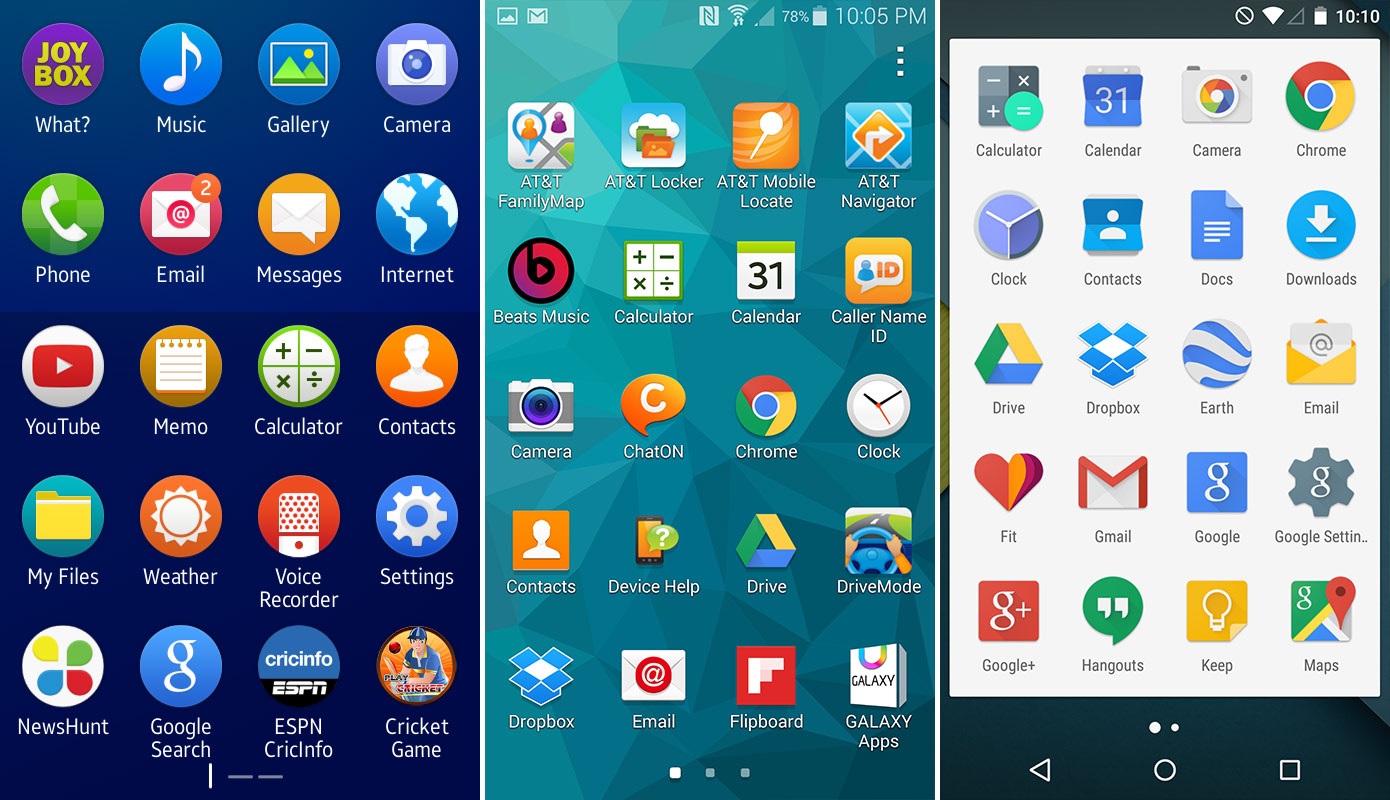 JOY
BOX
What?
Music
Gallery
Camera
2
@
Phone
Email
Messages
Internet
YouTube
Memo
Calculator
Contacts
My Files
Weather
Voice
Recorder
Settings
g
cricinfo
ESPN
PLAY
CRICKET
NewsHunt
Google
Search
ESPN
CricInfo
Cricket
Game
78%
10:05 PM
AT&T
FamilyMap
AT&T Locker
AT&T Mobile
Locate
AT&T
Navigator
b
31
ID
Beats Music
Calculator
Calendar
Caller Name
ID
C
Camera
ChatON
Chrome
Clock
?
Contacts
Device Help
Drive
DriveMode
@
GALAXY
Dropbox
Email
Flipboard
GALAXY
Apps
10:10
31
Calculator
Calendar
Camera
Chrome
Clock
Contacts
Docs
Downloads
@
Drive
Dropbox
Earth
Email
g
g
Fit
Gmail
Google
Google Settin..
g+
g
Google+
Hangouts
Keep
Maps